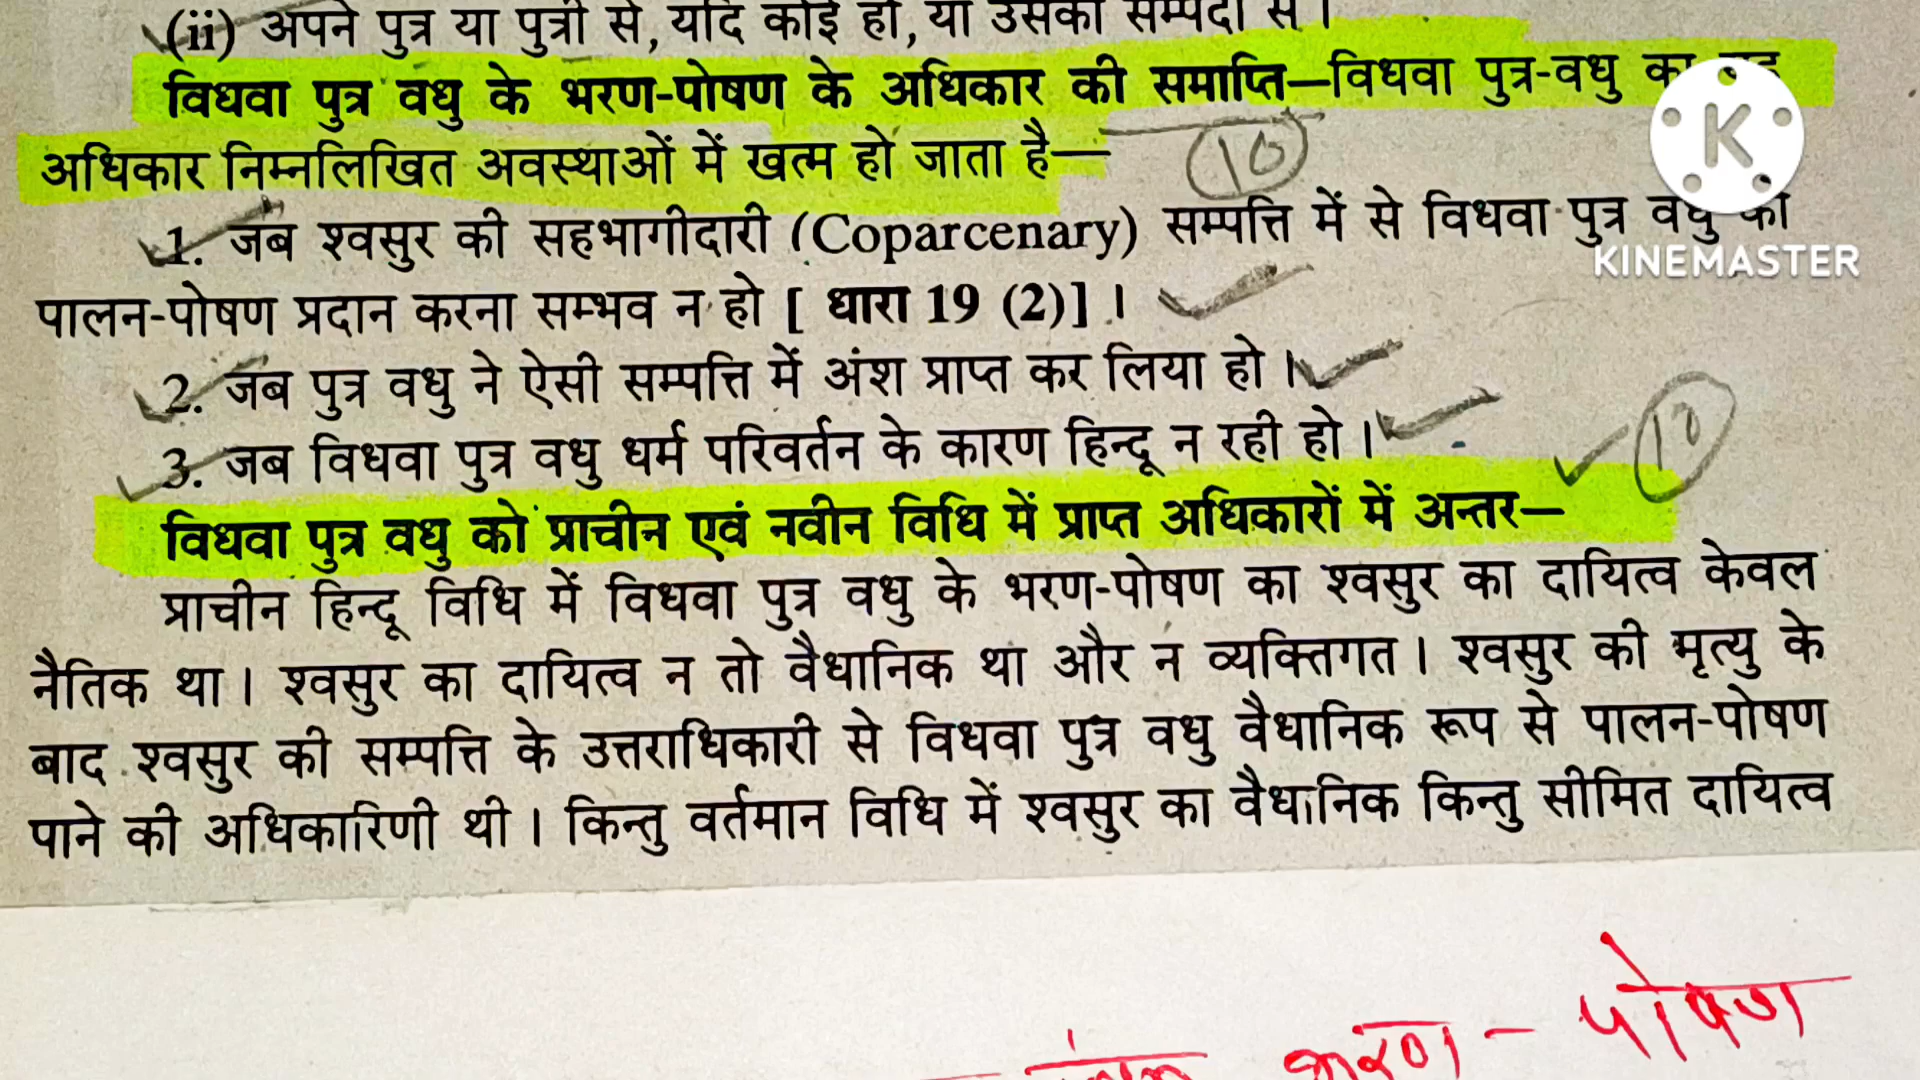 (ii) अपने पुत्र या पुत्री से, यदि कोई हो, या उसकी सम्पदा से।
विधवा पुत्र वधु के भरण-पोषण के अधिकार की समाप्ति—विधवा पुत्र-वधु का यह
अधिकार निम्नलिखित अवस्थाओं में खत्म हो जाता है—
10
1. जब श्वसुर की सहभागीदारी (Coparcenary) सम्पत्ति में से विधवा पुत्र वधु को
पालन-पोषण प्रदान करना सम्भव न हो [ धारा 19 (2)] ।
2. जब पुत्र वधु ने ऐसी सम्पत्ति में अंश प्राप्त कर लिया हो।
3. जब विधवा पुत्र वधु धर्म परिवर्तन के कारण हिन्दू न रही हो।
10
विधवा पुत्र वधु को प्राचीन एवं नवीन विधि में प्राप्त अधिकारों में अन्तर—
प्राचीन हिन्दू विधि में विधवा पुत्र वधु के भरण-पोषण का श्वसुर का दायित्व केवल
नैतिक था। श्वसुर का दायित्व न तो वैधानिक था और न व्यक्तिगत। श्वसुर की मृत्यु के
बाद श्वसुर की सम्पत्ति के उत्तराधिकारी से विधवा पुत्र वधु वैधानिक रूप से पालन-पोषण
पाने की अधिकारिणी थी। किन्तु वर्तमान विधि में श्वसुर का वैधानिक किन्तु सीमित दायित्व
भरण - पोषण
K
KINEMASTER